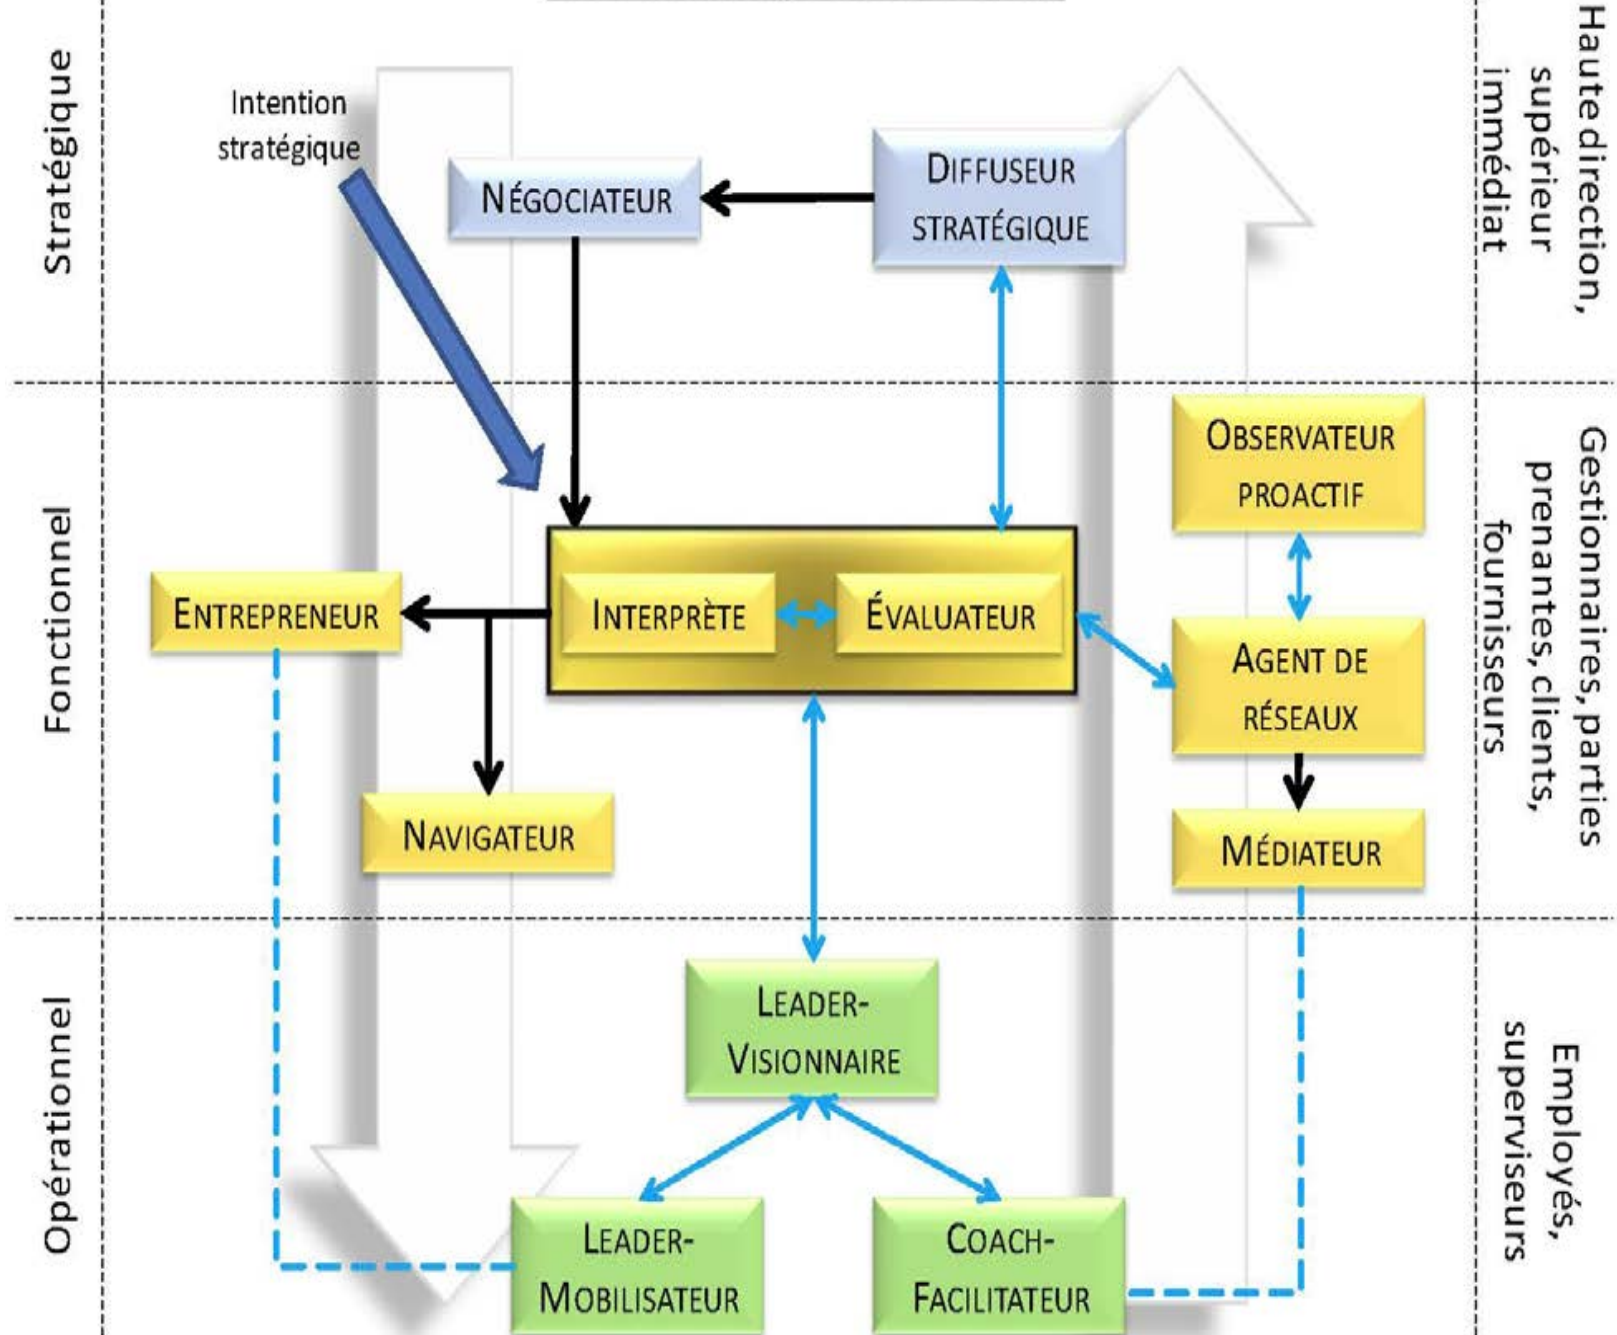 Stratégique
Intention
stratégique
NÉGOCIATEUR
DIFFUSEUR
STRATÉGIQUE
Haute direction,
supérieur
immédiat
Fonctionnel
ENTREPRENEUR
INTERPRÈTE
ÉVALUATEUR
NAVIGATEUR
OBSERVATEUR
PROACTIF
AGENT DE
RÉSEAUX
MÉDIATEUR
Gestionnaires, parties
prenantes, clients,
fournisseurs
Opérationnel
LEADER-
VISIONNAIRE
LEADER-
MOBILISATEUR
COACH-
FACILITATEUR
Employés,
superviseurs